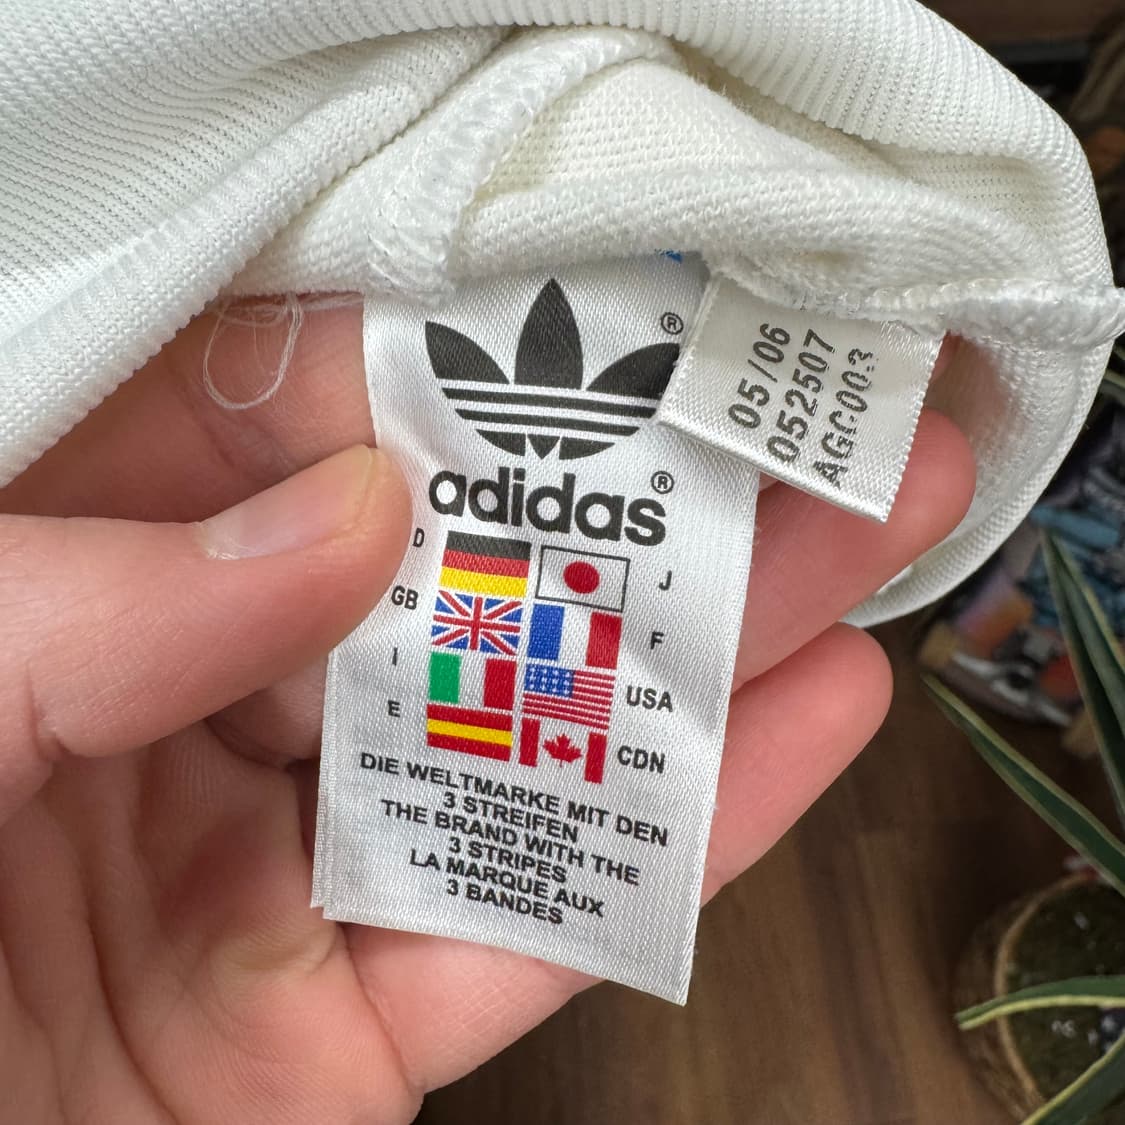 ®
adidas®
D
J
GB
F
I
USA
E
CDN
DIE WELTMARKE MIT DEN
3 STREIFEN
THE BRAND WITH THE
3 STRIPES
LA MARQUE AUX
3 BANDES
05/06
052507
AGC003